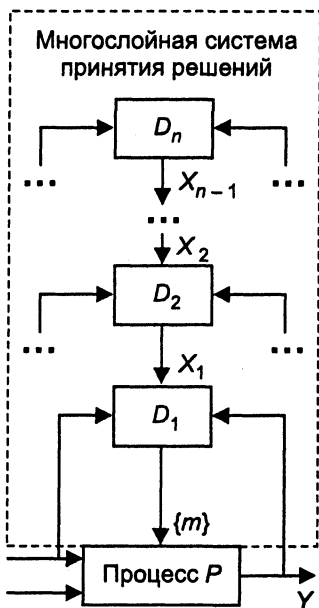 Многослойная система
принятия решений
Dn
Xn – 1
...
... ...
X2
D2
... ...
X1
D1
{m}
Процесс P
Y